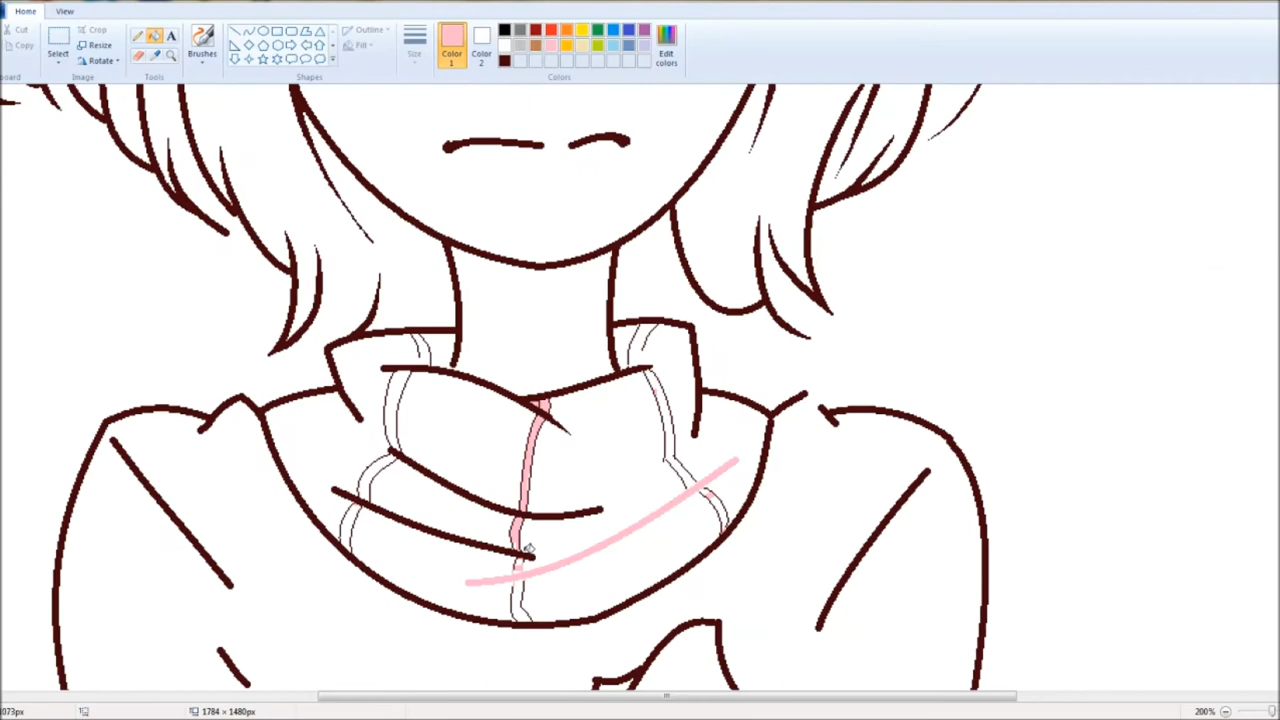 Home View
Cut
Copy
Select
Crop
Resize
Rotate
A
Brushes
Outline
Fill
Size
Color
1
Color
2
Edit
colors
oard Image Tools Shapes Colors
073px 1784 × 1480px 200%